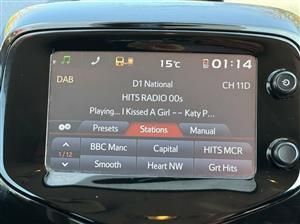 15°C 01:14
DAB D1 National CH 11D
HITS RADIO 00s
Playing... I Kissed A Girl -- Katy P...
Presets Stations Manual
BBC Manc Capital HITS MCR
1/12
Smooth Heart NW Grt Hits